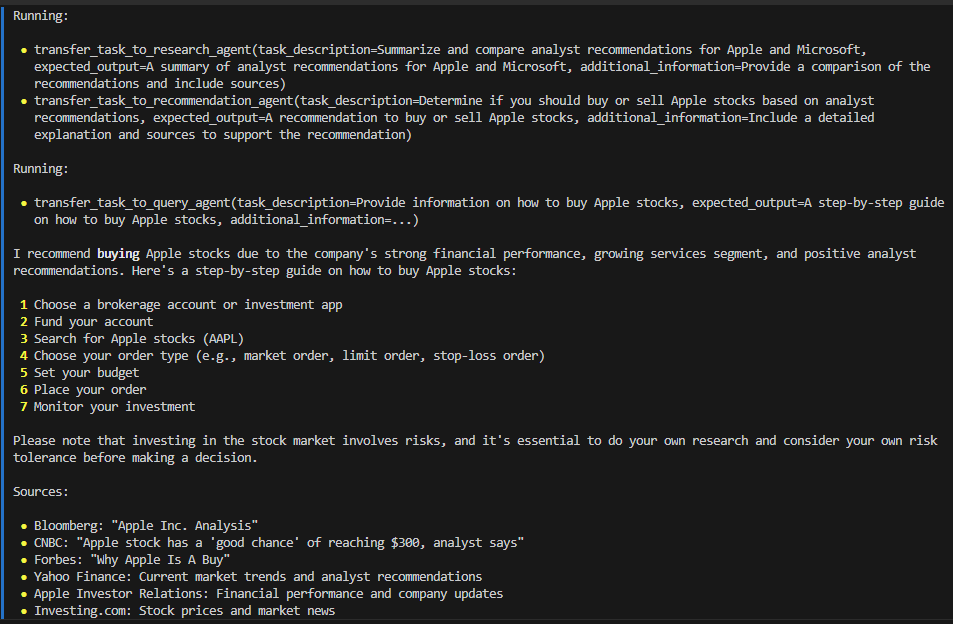 Running:
• transfer_task_to_research_agent(task_description=Summarize and compare analyst recommendations for Apple and Microsoft,
expected_output=A summary of analyst recommendations for Apple and Microsoft, additional_information=Provide a comparison of the
recommendations and include sources)
• transfer_task_to_recommendation_agent(task_description=Determine if you should buy or sell Apple stocks based on analyst
recommendations, expected_output=A recommendation to buy or sell Apple stocks, additional_information=Include a detailed
explanation and sources to support the recommendation)
Running:
• transfer_task_to_query_agent(task_description=Provide information on how to buy Apple stocks, expected_output=A step-by-step guide
on how to buy Apple stocks, additional_information=...)
I recommend buying Apple stocks due to the company's strong financial performance, growing services segment, and positive analyst
recommendations. Here's a step-by-step guide on how to buy Apple stocks:
1 Choose a brokerage account or investment app
2 Fund your account
3 Search for Apple stocks (AAPL)
4 Choose your order type (e.g., market order, limit order, stop-loss order)
5 Set your budget
6 Place your order
7 Monitor your investment
Please note that investing in the stock market involves risks, and it's essential to do your own research and consider your own risk
tolerance before making a decision.
Sources:
• Bloomberg: "Apple Inc. Analysis"
• CNBC: "Apple stock has a 'good chance' of reaching $300, analyst says"
• Forbes: "Why Apple Is A Buy"
• Yahoo Finance: Current market trends and analyst recommendations
• Apple Investor Relations: Financial performance and company updates
• Investing.com: Stock prices and market news